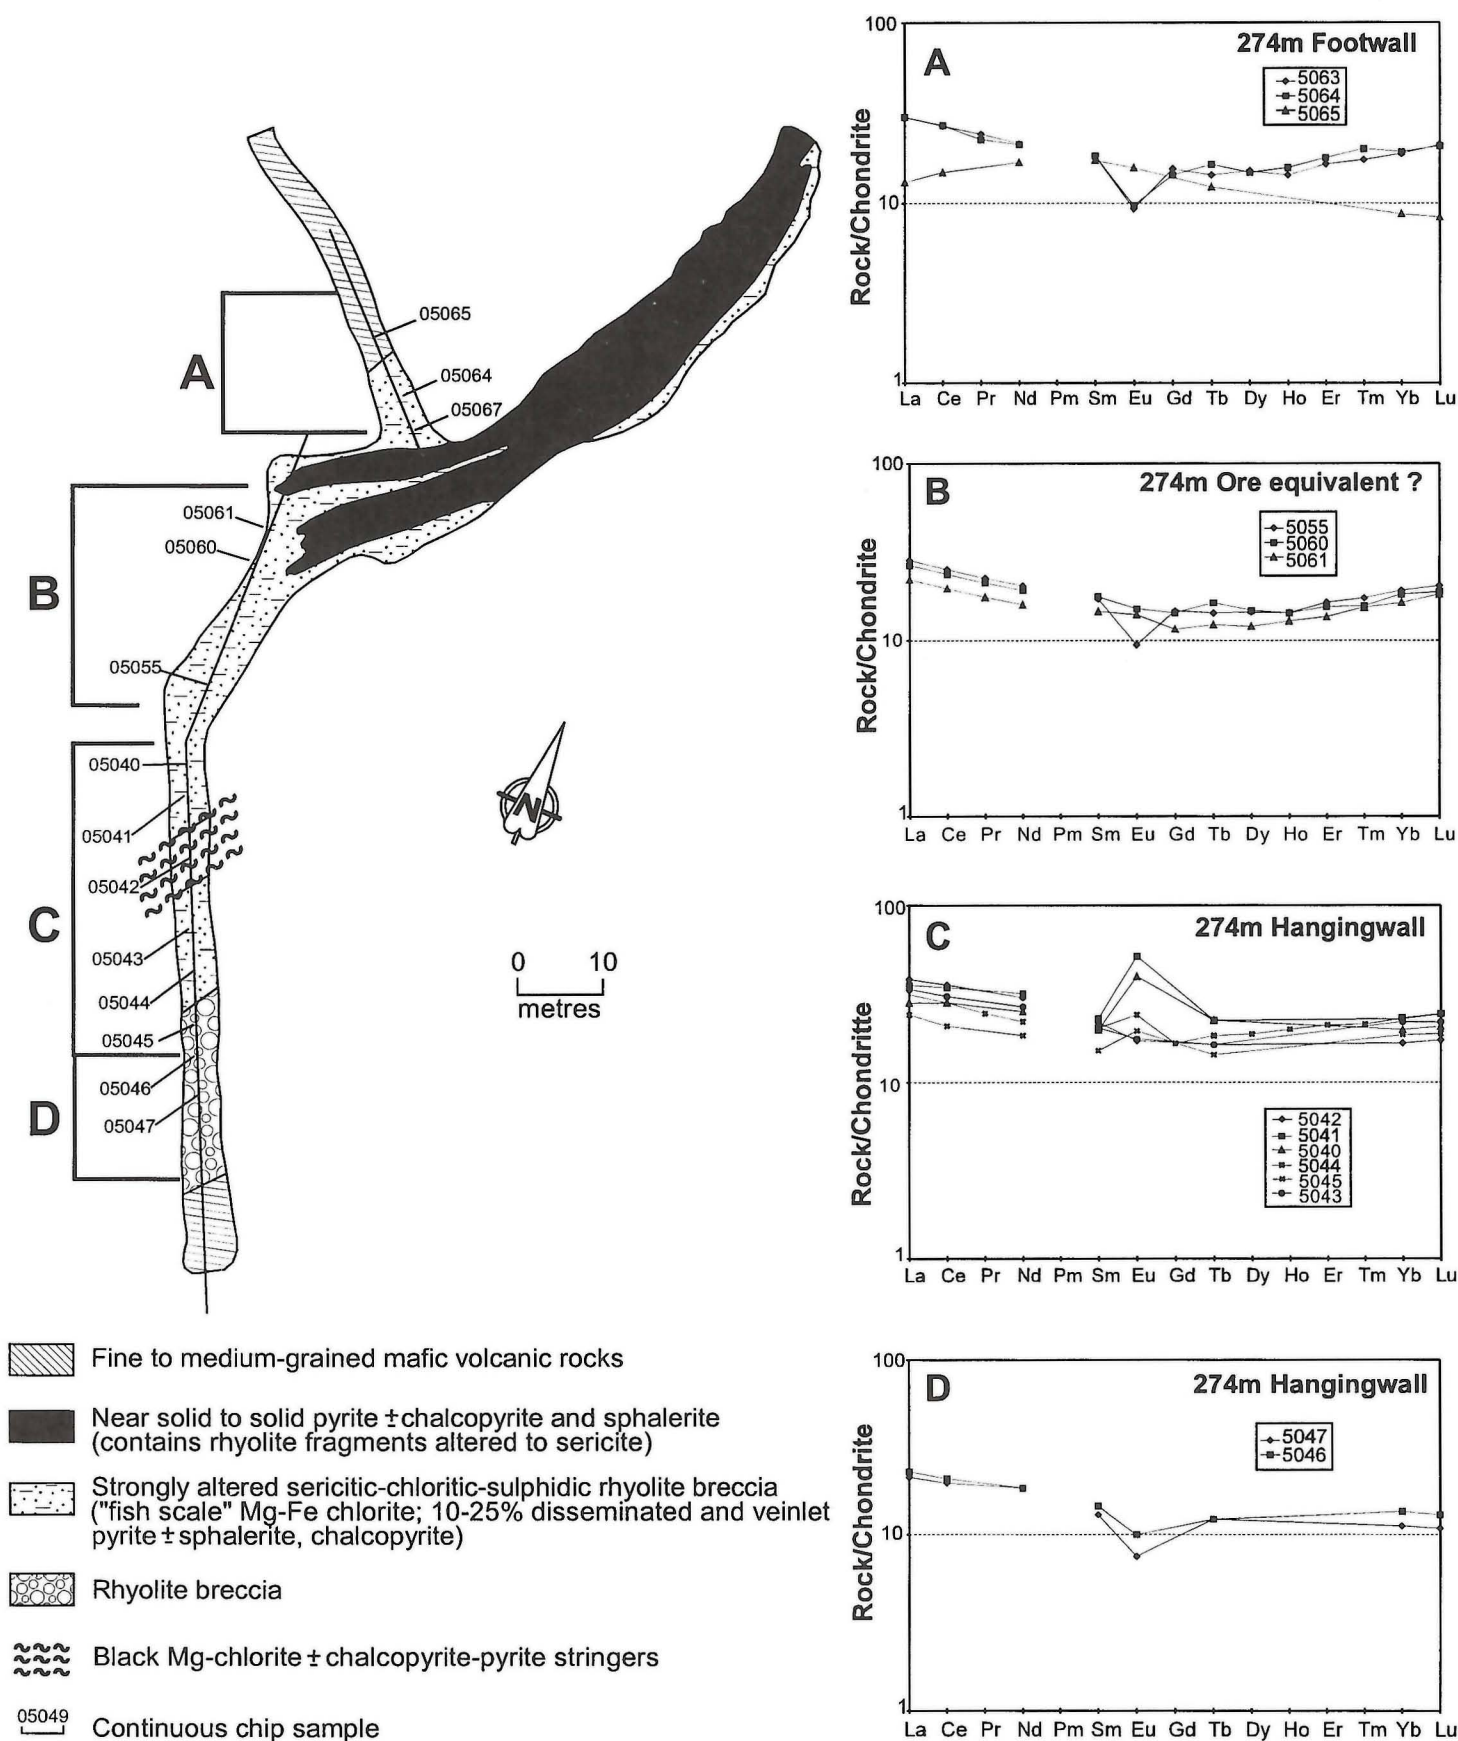 05065
A
05064
05067
05061
05060
B
05055
05040
05041
05042
C
05043
05044
05045
05046
D
05047
N
0 10
metres
Fine to medium-grained mafic volcanic rocks
Near solid to solid pyrite ±chalcopyrite and sphalerite
(contains rhyolite fragments altered to sericite)
Strongly altered sericitic-chloritic-sulphidic rhyolite breccia
("fish scale" Mg-Fe chlorite; 10-25% disseminated and veinlet
pyrite ± sphalerite, chalcopyrite)
Rhyolite breccia
Black Mg-chlorite ± chalcopyrite-pyrite stringers
05049
Continuous chip sample
A
274m Footwall
5063
5064
5065
Rock/Chondrite
100
10
1
La Ce Pr Nd Pm Sm Eu Gd Tb Dy Ho Er Tm Yb Lu
B
274m Ore equivalent ?
5055
5060
5061
Rock/Chondrite
100
10
1
La Ce Pr Nd Pm Sm Eu Gd Tb Dy Ho Er Tm Yb Lu
C
274m Hangingwall
Rock/Chondritte
100
10
1
5042
5041
5040
5044
5045
5043
La Ce Pr Nd Pm Sm Eu Gd Tb Dy Ho Er Tm Yb Lu
D
274m Hangingwall
5047
5046
Rock/Chondrite
100
10
1
La Ce Pr Nd Pm Sm Eu Gd Tb Dy Ho Er Tm Yb Lu